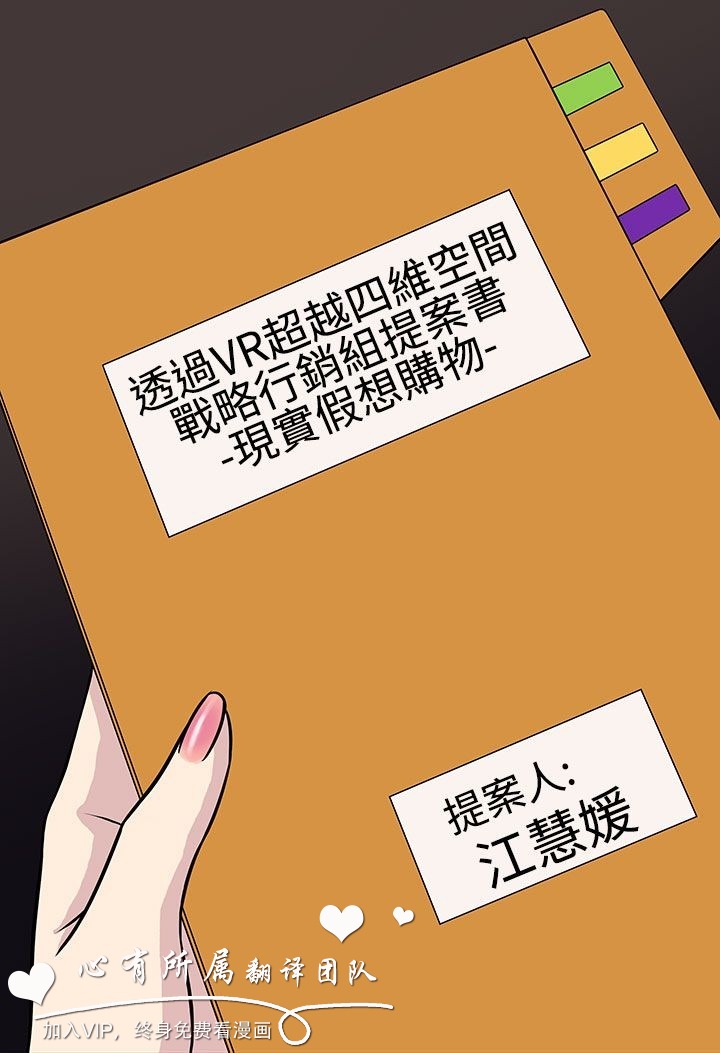 透過VR超越四維空間
戰略行銷組提案書
-現實假想購物-
提案人:
江慧媛
心有所属翻译团队
加入VIP，终身免费看漫画